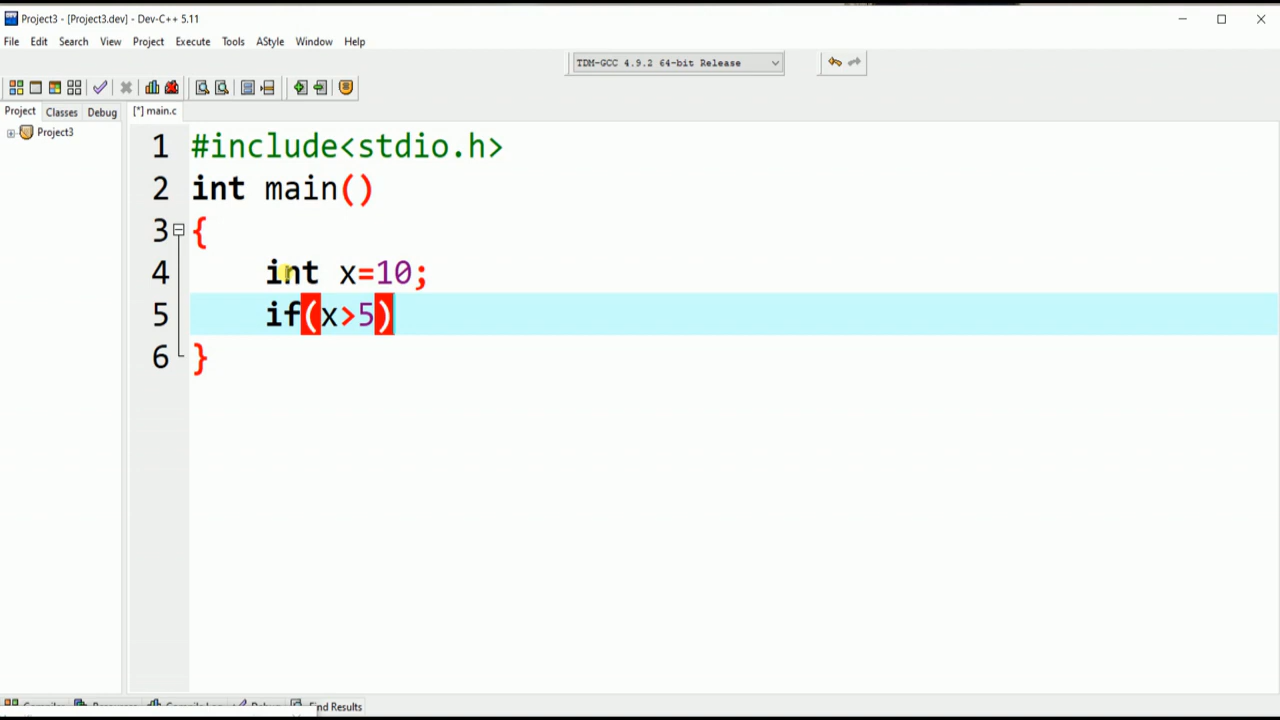 Project3 - [Project3.dev] - Dev-C++ 5.11
File Edit Search View Project Execute Tools AStyle Window Help
TDM-GCC 4.9.2 64-bit Release
Project Classes Debug [*] main.c
Project3
1 #include<stdio.h>
2 int main()
3 {
4 int x=10;
5 if(x>5)
6 }
Find Results